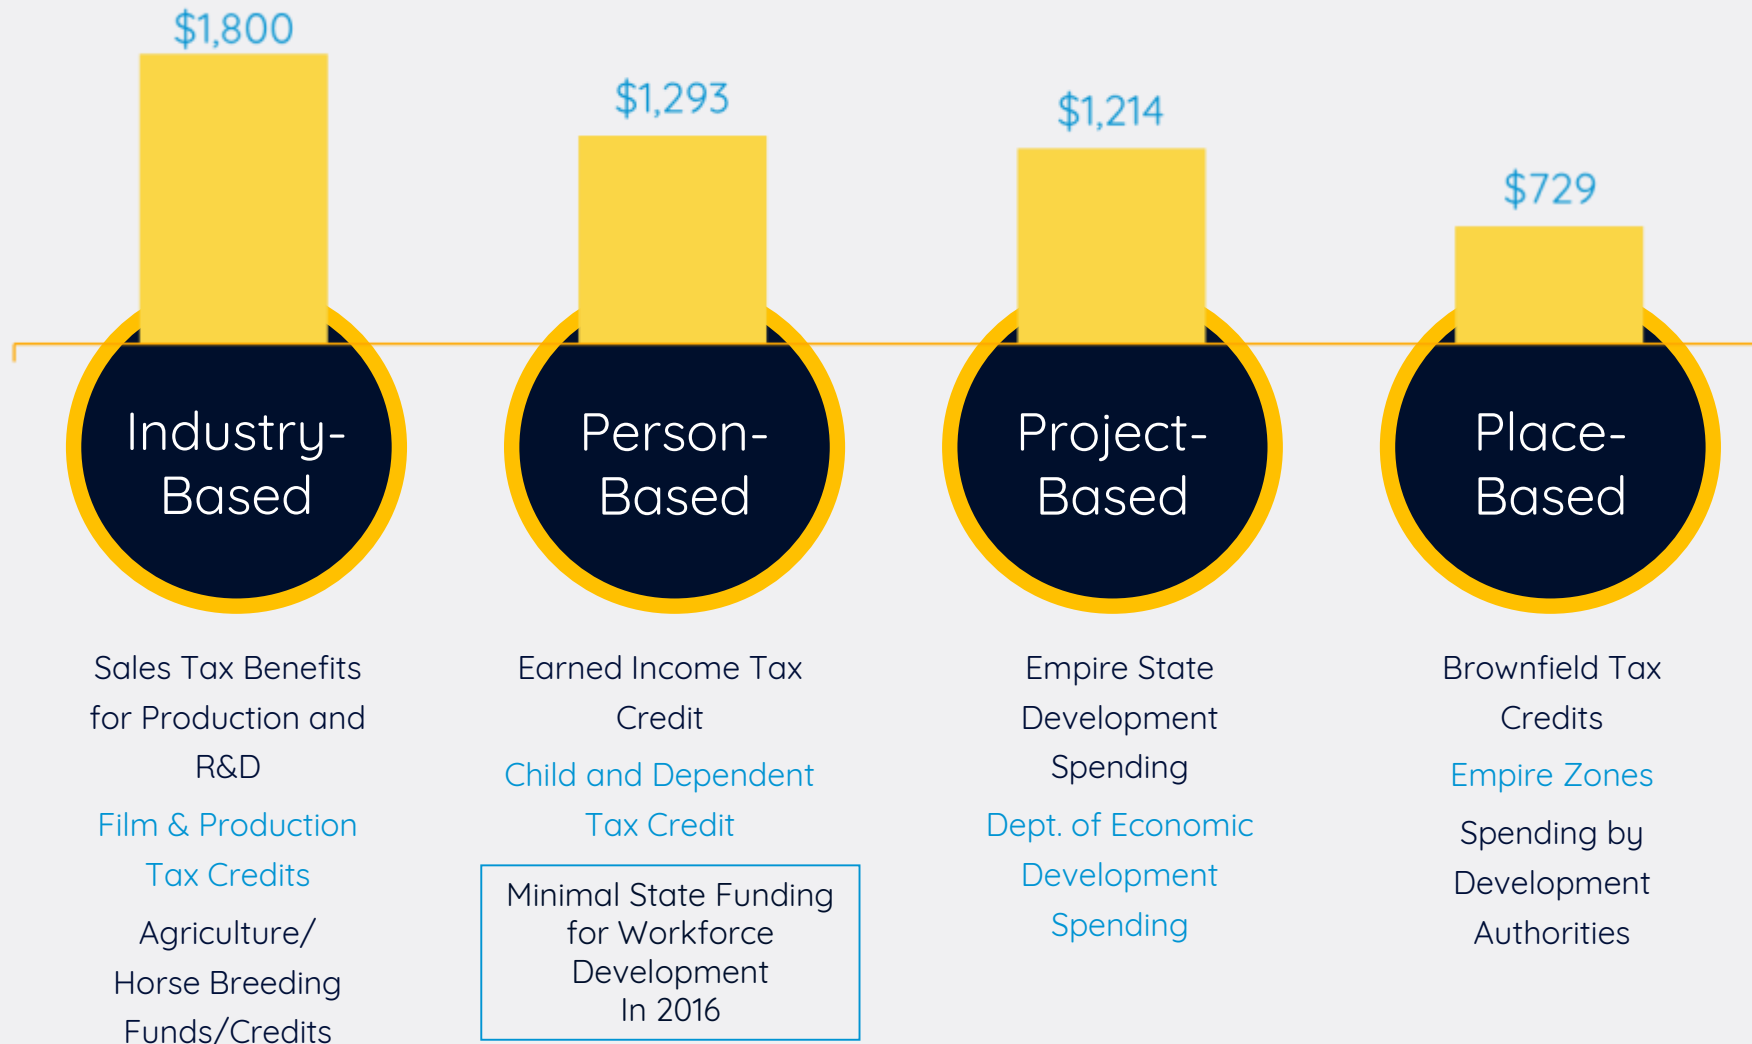 $1,800
$1,293
$1,214
$729
Industry-
Based
Person-
Based
Project-
Based
Place-
Based
Sales Tax Benefits
for Production and
R&D
Film & Production
Tax Credits
Agriculture/
Horse Breeding
Funds/Credits
Earned Income Tax
Credit
Child and Dependent
Tax Credit
Minimal State Funding
for Workforce
Development
In 2016
Empire State
Development
Spending
Dept. of Economic
Development
Spending
Brownfield Tax
Credits
Empire Zones
Spending by
Development
Authorities